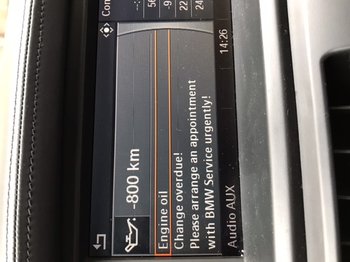 -800 km
Engine oil
Change overdue!
Please arrange an appointment
with BMW Service urgently!
Audio AUX
14:26